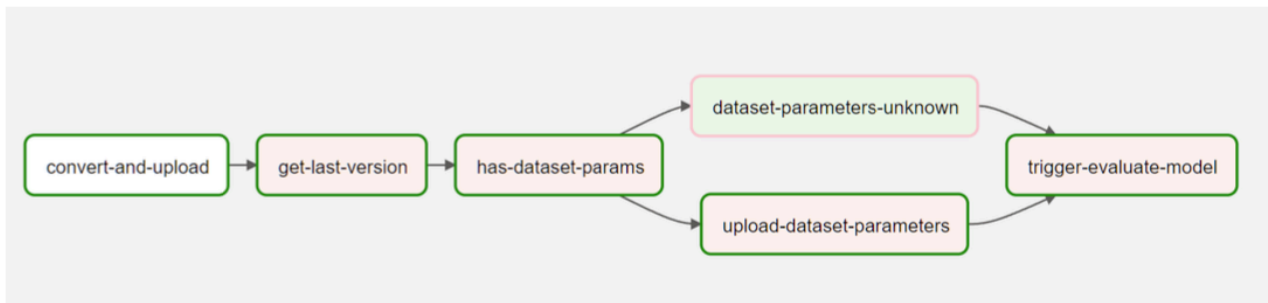 convert-and-upload
get-last-version
has-dataset-params
dataset-parameters-unknown
upload-dataset-parameters
trigger-evaluate-model